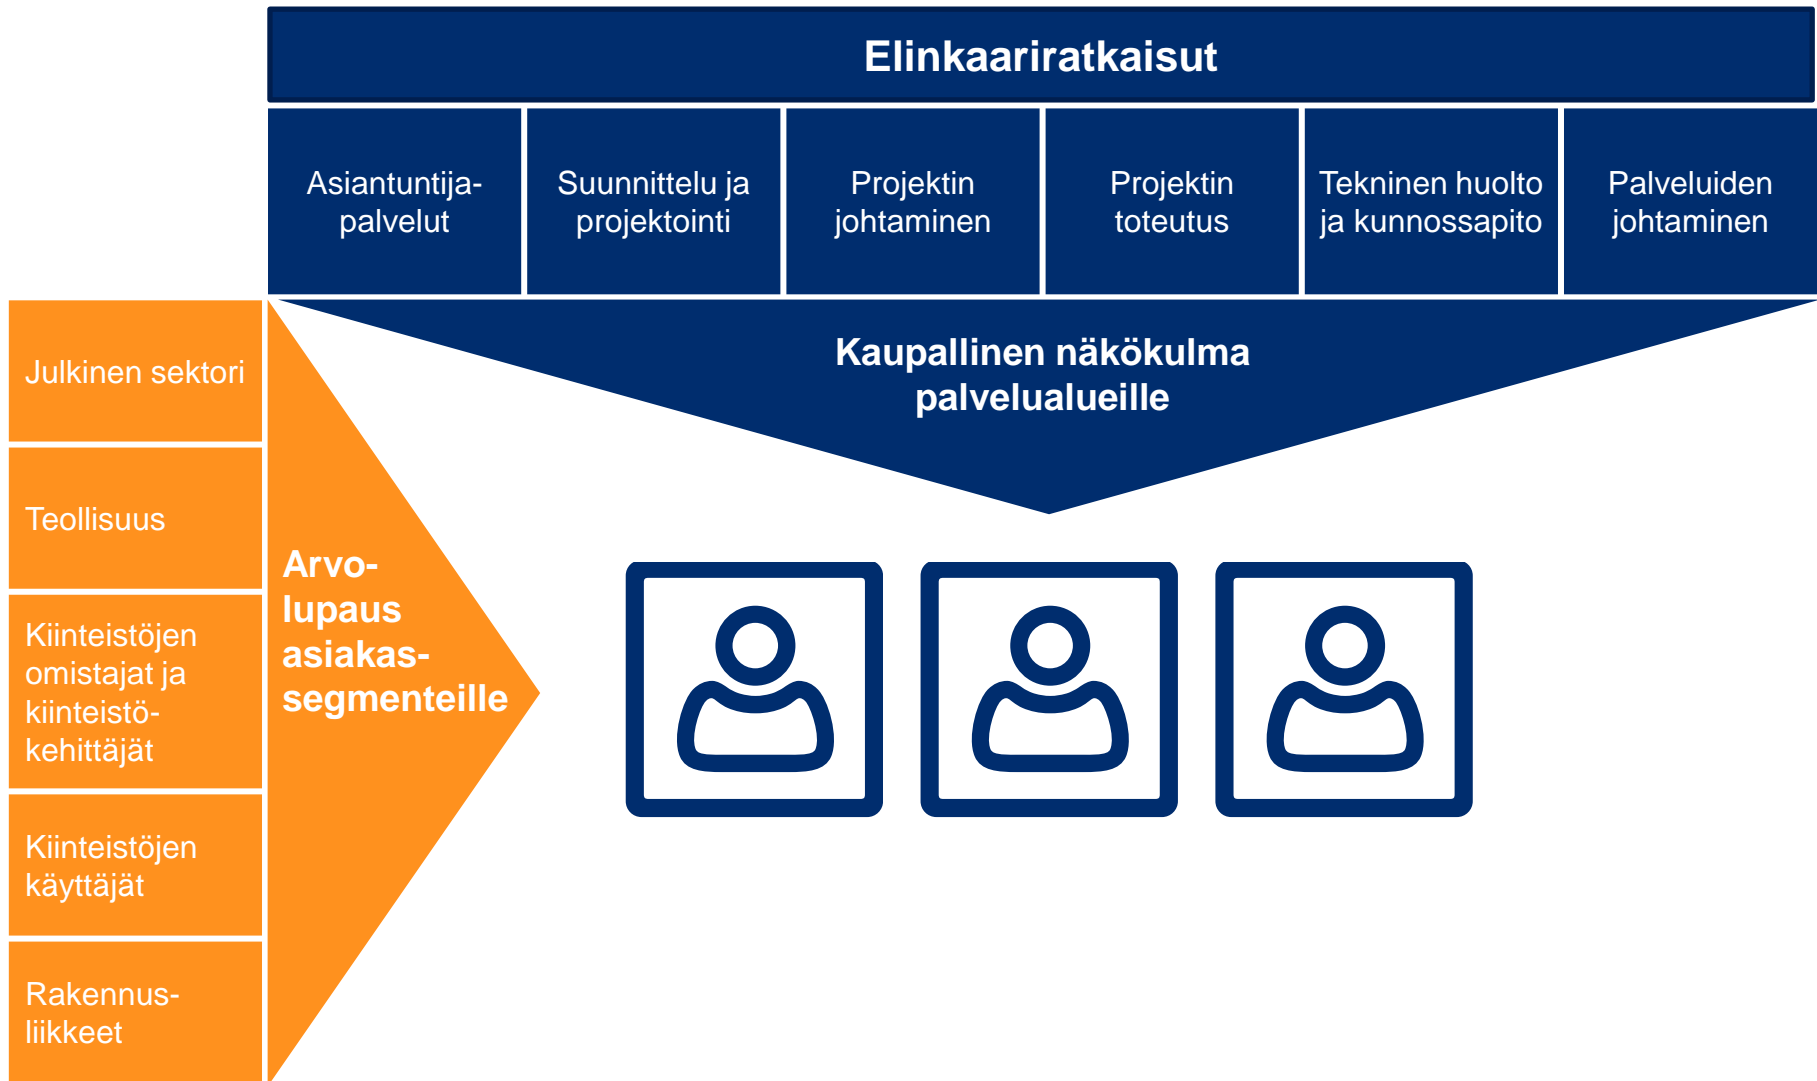 Elinkaariratkaisut
Asiantuntija-
palvelut
Suunnittelu ja
projektointi
Projektin
johtaminen
Projektin
toteutus
Tekninen huolto
ja kunnossapito
Palveluiden
johtaminen
Kaupallinen näkökulma
palvelualueille
Julkinen sektori
Teollisuus
Kiinteistöjen
omistajat ja
kiinteistö-
kehittäjät
Kiinteistöjen
käyttäjät
Rakennus-
liikkeet
Arvo-
lupaus
asiakas-
segmenteille